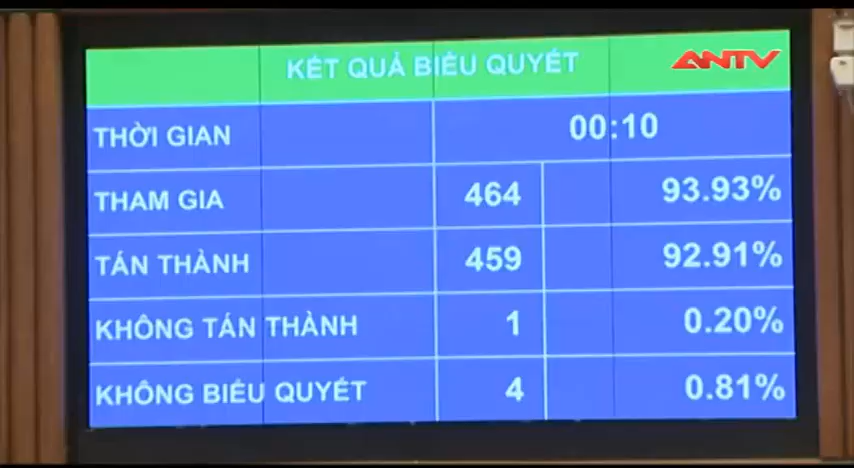 KẾT QUẢ BIỂU QUYẾT
ANTV
THỜI GIAN 00:10
THAM GIA 464 93.93%
TÁN THÀNH 459 92.91%
KHÔNG TÁN THÀNH 1 0.20%
KHÔNG BIỂU QUYẾT 4 0.81%